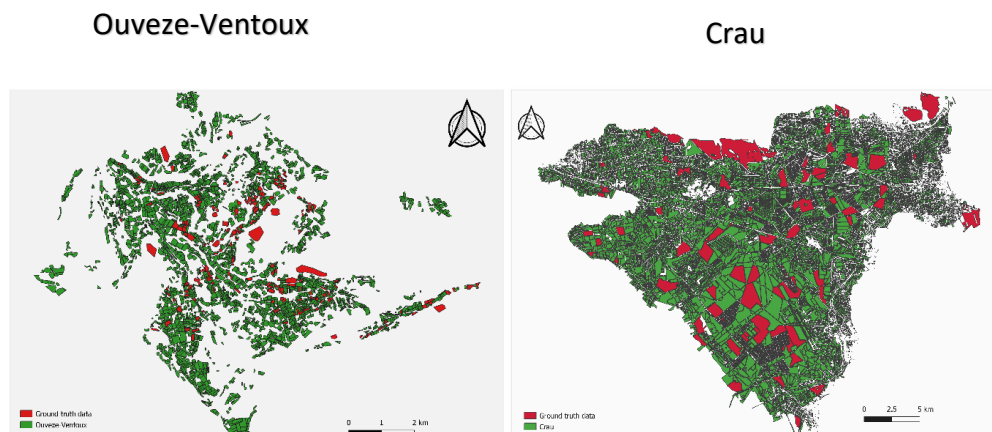 Ouveze-Ventoux
Crau
Ground truth data
Ouveze-Ventoux
0 1 2 km
Ground truth data
Crau
0 2.5 5 km